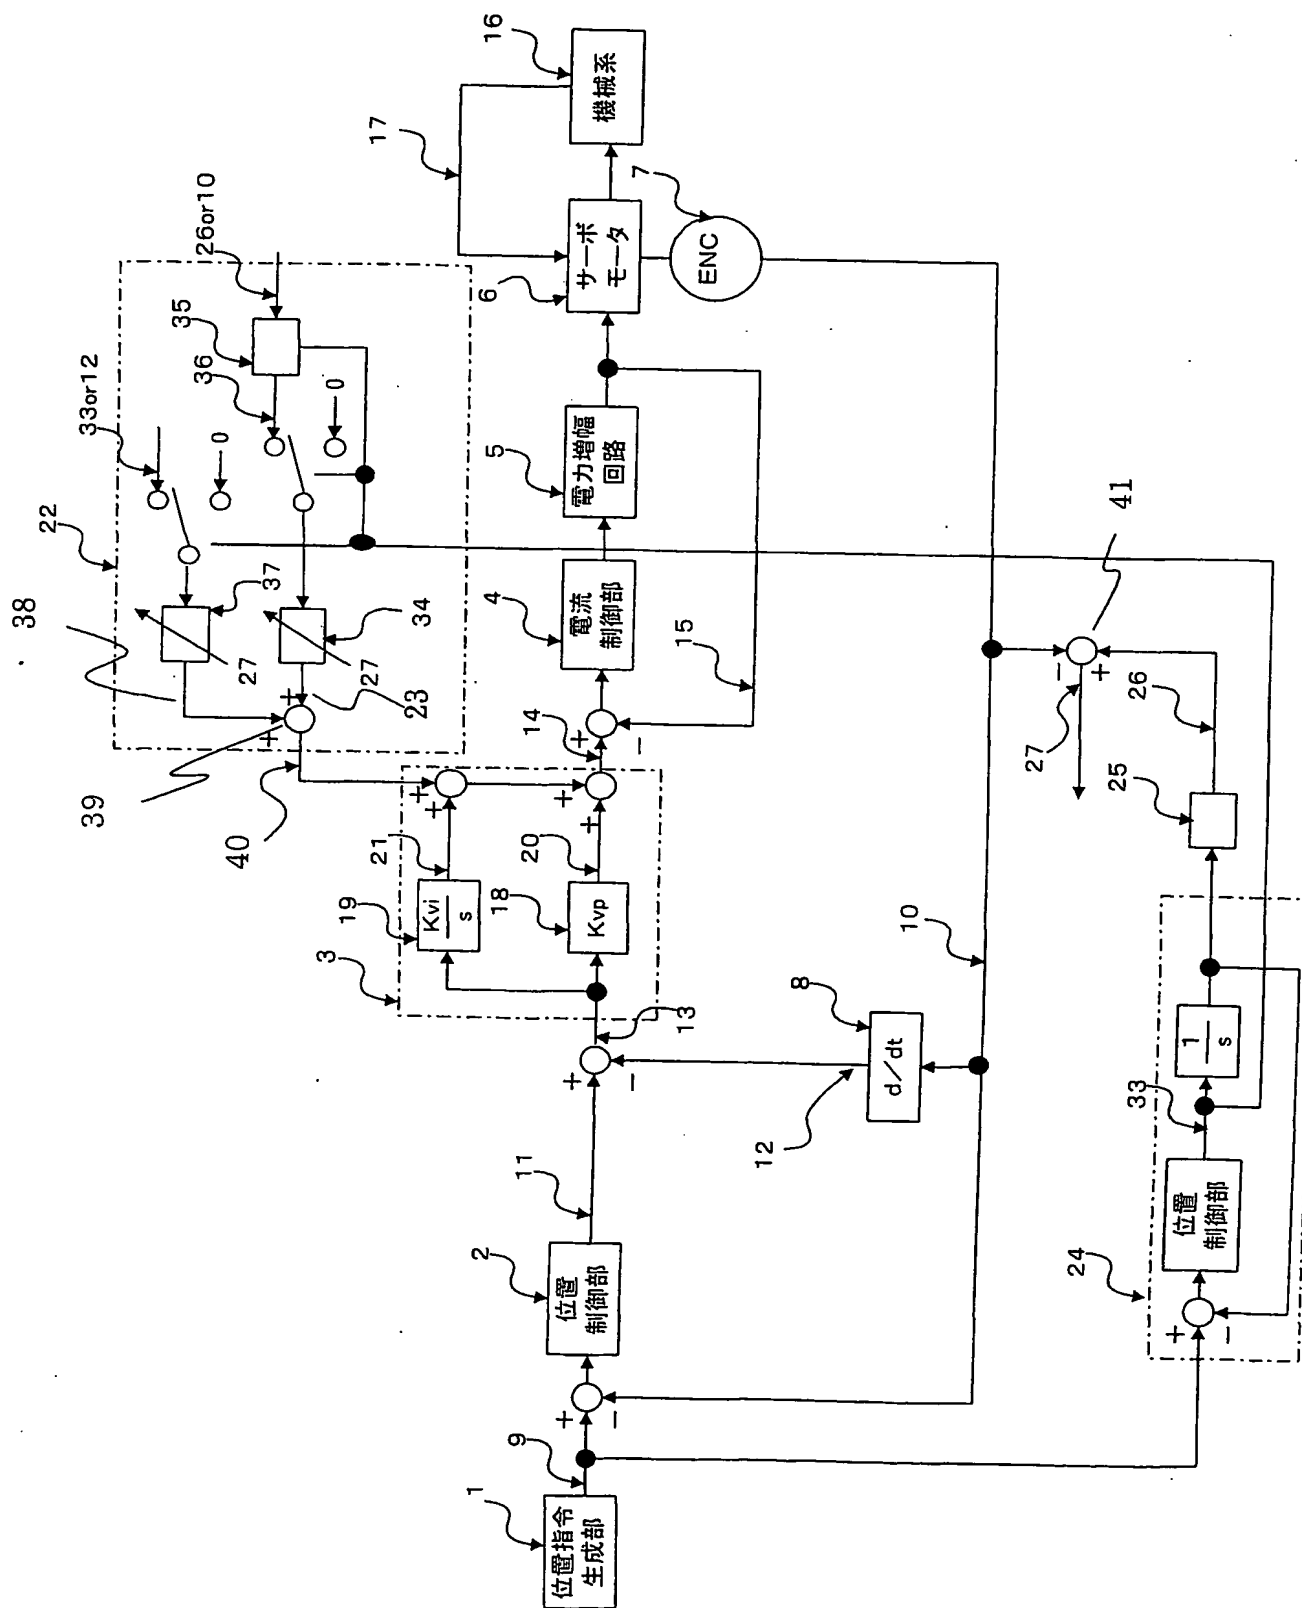 16
機械系
17
7
26or10
サーボ
モータ
6
ENC
35
36
33or12
0
0
5
電力増幅
回路
22
41
37
34
4
電流
制御部
15
38
27
27
+
23
+
14
+
−
−
+
27
26
39
40
+
+
+
+
25
21
20
19
Kvi
s
18
Kvp
3
10
13
8
d/dt
12
+
−
1
s
33
11
位置
制御部
24
2
位置
制御部
+
−
+
−
9
1
位置指令
生成部